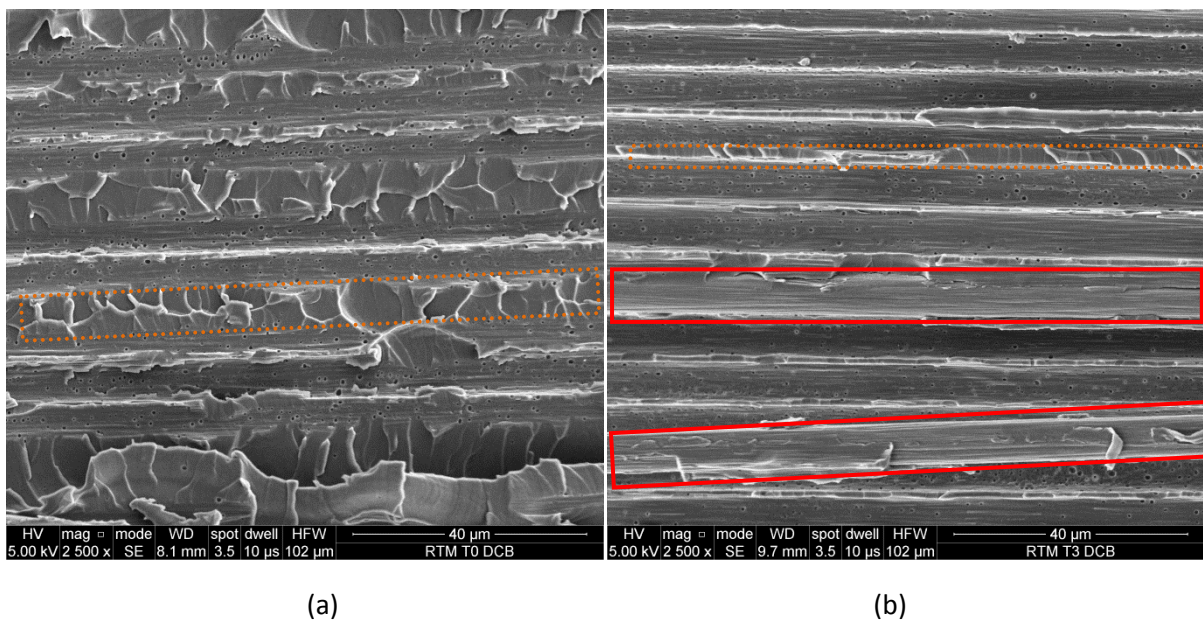 HV mag □ mode WD spot dwell HFW 40 µm
5.00 kV 2 500 x SE 8.1 mm 3.5 10 µs 102 µm RTM T0 DCB
HV mag □ mode WD spot dwell HFW 40 µm
5.00 kV 2 500 x SE 9.7 mm 3.5 10 µs 102 µm RTM T3 DCB
(a)
(b)